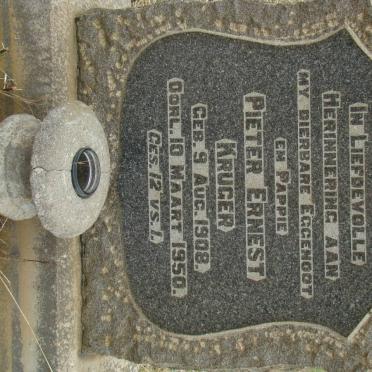 IN LIEFDEVOLLE
HERINNERING AAN
MY DIERBARE EGGENOOT
EN PAPPIE
PIETER ERNEST
KRUGER
GEB. 9 AUG. 1908.
OORL. 10 MAART 1950.
GES. 12 VS. 1.